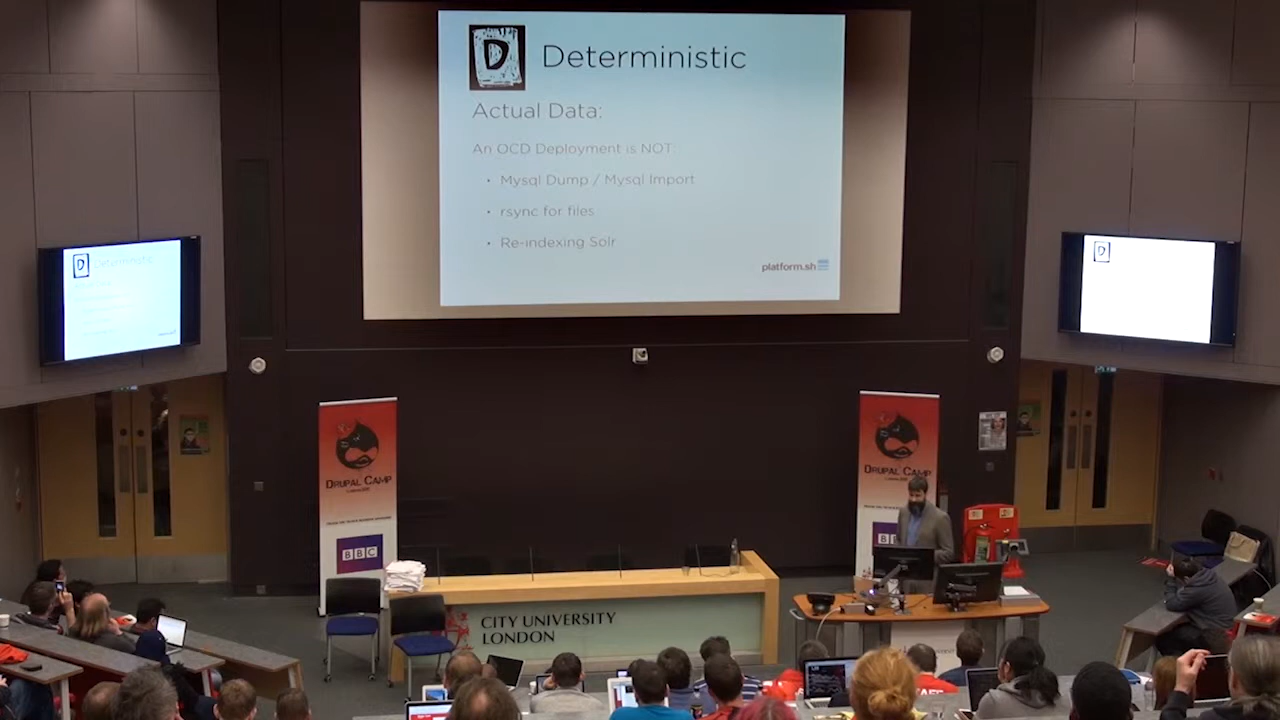 D
Deterministic
Actual Data:
An OCD Deployment is NOT:
• Mysql Dump / Mysql Import
• rsync for files
• Re-indexing Solr
platform.sh
D
Deterministic
D
DRUPAL CAMP
BBC
DRUPAL CAMP
CITY UNIVERSITY
LONDON